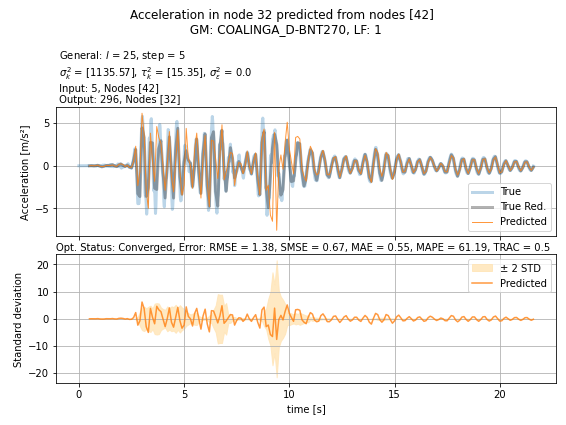 Acceleration in node 32 predicted from nodes [42]
GM: COALINGA_D-BNT270, LF: 1
General: l = 25, step = 5
σ²ₖ = [1135.57], τ²ₖ = [15.35], σ²ₑ = 0.0
Input: 5, Nodes [42]
Output: 296, Nodes [32]
Acceleration [m/s²]
5
0
−5
True
True Red.
Predicted
Opt. Status: Converged, Error: RMSE = 1.38, SMSE = 0.67, MAE = 0.55, MAPE = 61.19, TRAC = 0.5
Standard deviation
20
10
0
−10
−20
± 2 STD
Predicted
0 5 10 15 20
time [s]